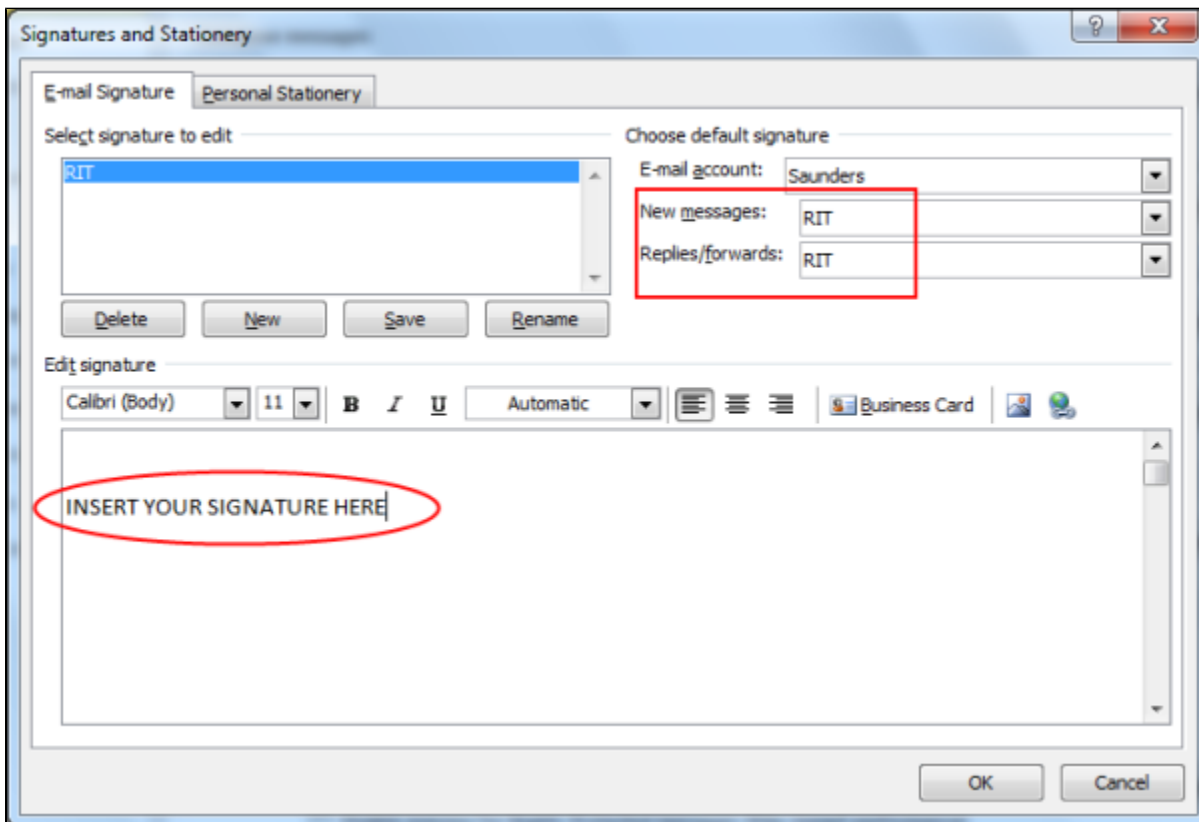 Signatures and Stationery
E-mail Signature
Personal Stationery
Select signature to edit
RIT
Delete
New
Save
Rename
Choose default signature
E-mail account: Saunders
New messages: RIT
Replies/forwards: RIT
Edit signature
Calibri (Body) 11 B I U Automatic Business Card
INSERT YOUR SIGNATURE HERE
OK Cancel